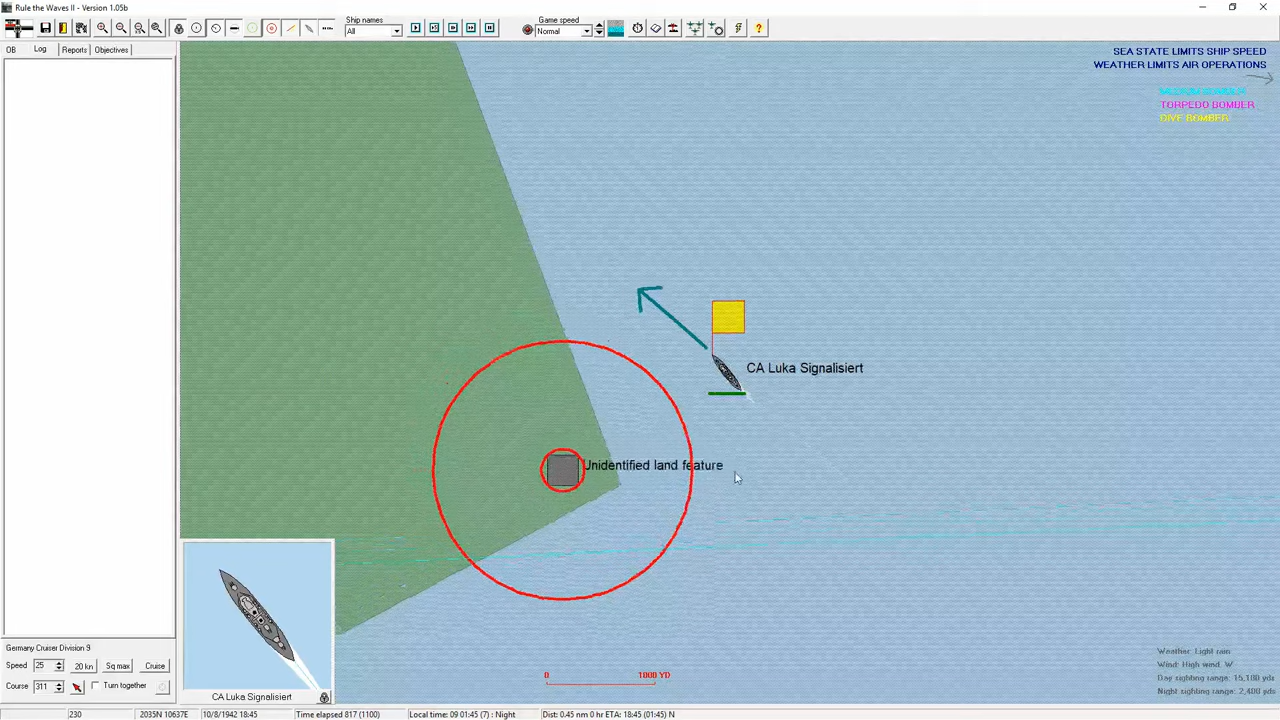 Rule the Waves II - Version 1.05b
Ship names
All
Game speed
Normal
OB Log Reports Objectives
SEA STATE LIMITS SHIP SPEED
WEATHER LIMITS AIR OPERATIONS
MEDIUM BOMBER
TORPEDO BOMBER
DIVE BOMBER
CA Luka Signalisiert
Unidentified land feature
Germany Cruiser Division 9
Speed 25 20 kn Sq max Cruise
Course 311 Turn together
CA Luka Signalisiert
0 1000 YD
Weather: Light rain
Wind: High wind, W
Day sighting range: 15,100 yds
Night sighting range: 2,400 yds
230 2035N 10637E 10/8/1942 18:45 Time elapsed 817 (1100) Local time: 09 01:45 (7) : Night Dist: 0.45 nm 0 hr ETA: 18:45 (01:45) N